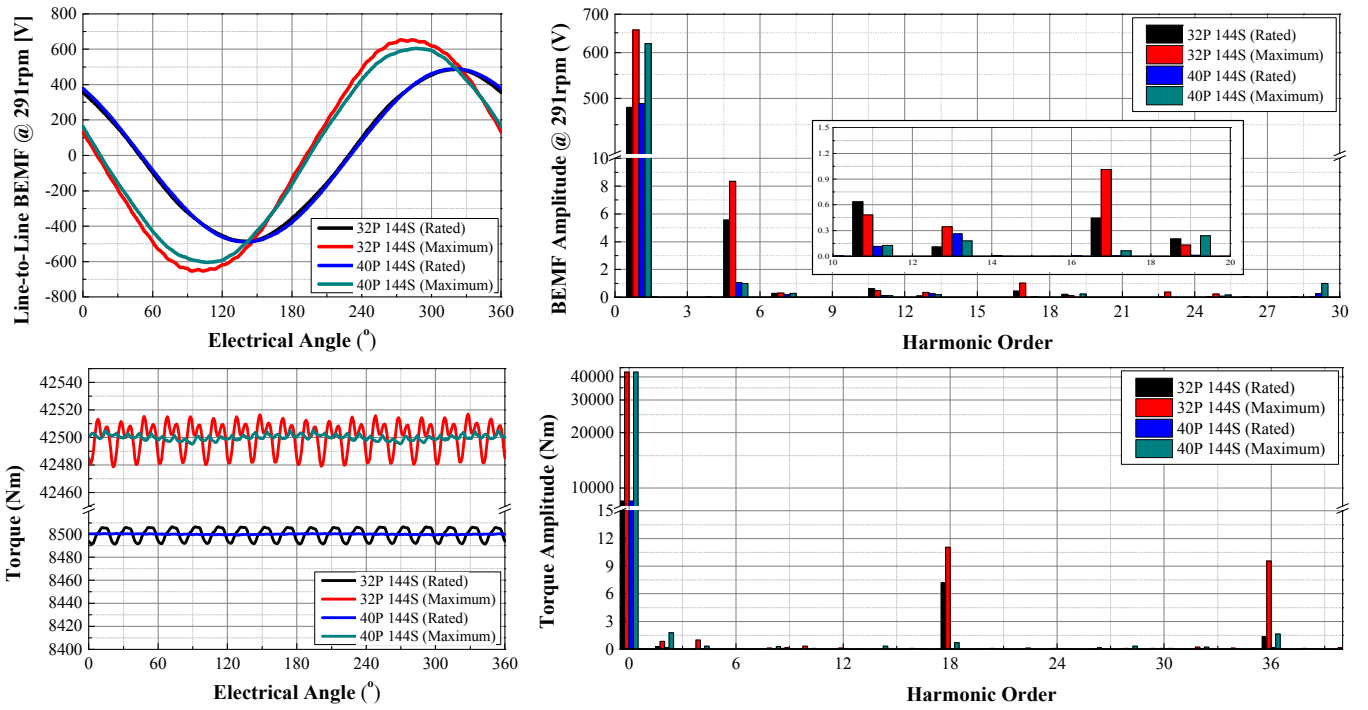 Line-to-Line BEMF @ 291rpm [V]
800
600
400
200
0
-200
-400
-600
-800
0 60 120 180 240 300 360
Electrical Angle (°)
32P 144S (Rated)
32P 144S (Maximum)
40P 144S (Rated)
40P 144S (Maximum)
BEMF Amplitude @ 291rpm (V)
700
600
500
10
8
6
4
2
0
0 3 6 9 12 15 18 21 24 27 30
Harmonic Order
32P 144S (Rated)
32P 144S (Maximum)
40P 144S (Rated)
40P 144S (Maximum)
1.5
1.2
0.9
0.6
0.3
0.0
10 12 14 16 18 20
Torque (Nm)
42540
42520
42500
42480
42460
8500
8480
8460
8440
8420
8400
0 60 120 180 240 300 360
Electrical Angle (°)
32P 144S (Rated)
32P 144S (Maximum)
40P 144S (Rated)
40P 144S (Maximum)
Torque Amplitude (Nm)
40000
30000
20000
10000
15
12
9
6
3
0
0 6 12 18 24 30 36
Harmonic Order
32P 144S (Rated)
32P 144S (Maximum)
40P 144S (Rated)
40P 144S (Maximum)